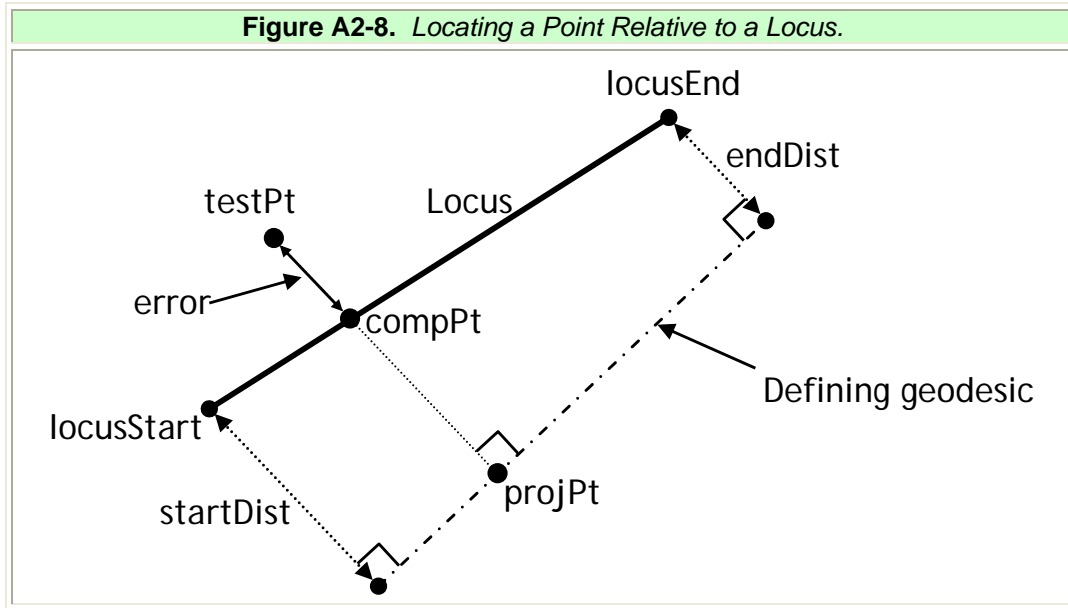 Figure A2-8. Locating a Point Relative to a Locus.
locusEnd
endDist
testPt
Locus
error
compPt
Defining geodesic
locusStart
projPt
startDist